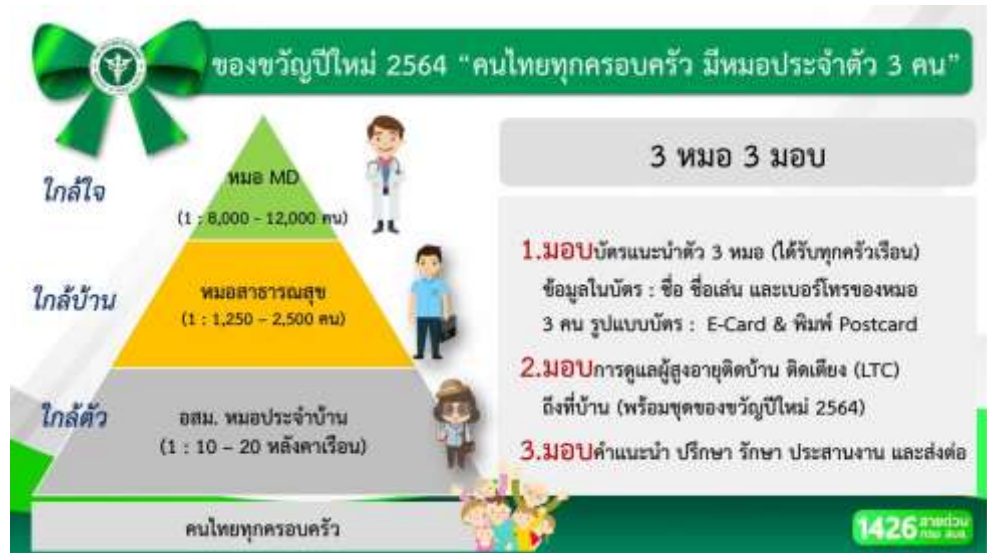 ของขวัญปีใหม่ 2564 “คนไทยทุกครอบครัว มีหมอประจำตัว 3 คน”
ใกล้ใจ
หมอ MD
(1 : 8,000 - 12,000 คน)
ใกล้บ้าน
หมอสาธารณสุข
(1 : 1,250 – 2,500 คน)
ใกล้ตัว
อสม. หมอประจำบ้าน
(1 : 10 – 20 หลังคาเรือน)
คนไทยทุกครอบครัว
3 หมอ 3 มอบ
1.มอบบัตรแนะนำตัว 3 หมอ (ได้รับทุกครัวเรือน)
ข้อมูลในบัตร : ชื่อ ชื่อเล่น และเบอร์โทรของหมอ
3 คน รูปแบบบัตร : E-Card & พิมพ์ Postcard
2.มอบการดูแลผู้สูงอายุติดบ้าน ติดเตียง (LTC)
ถึงที่บ้าน (พร้อมชุดของขวัญปีใหม่ 2564)
3.มอบคำแนะนำ ปรึกษา รักษา ประสานงาน และส่งต่อ
1426 สายด่วน
กรม สบส.